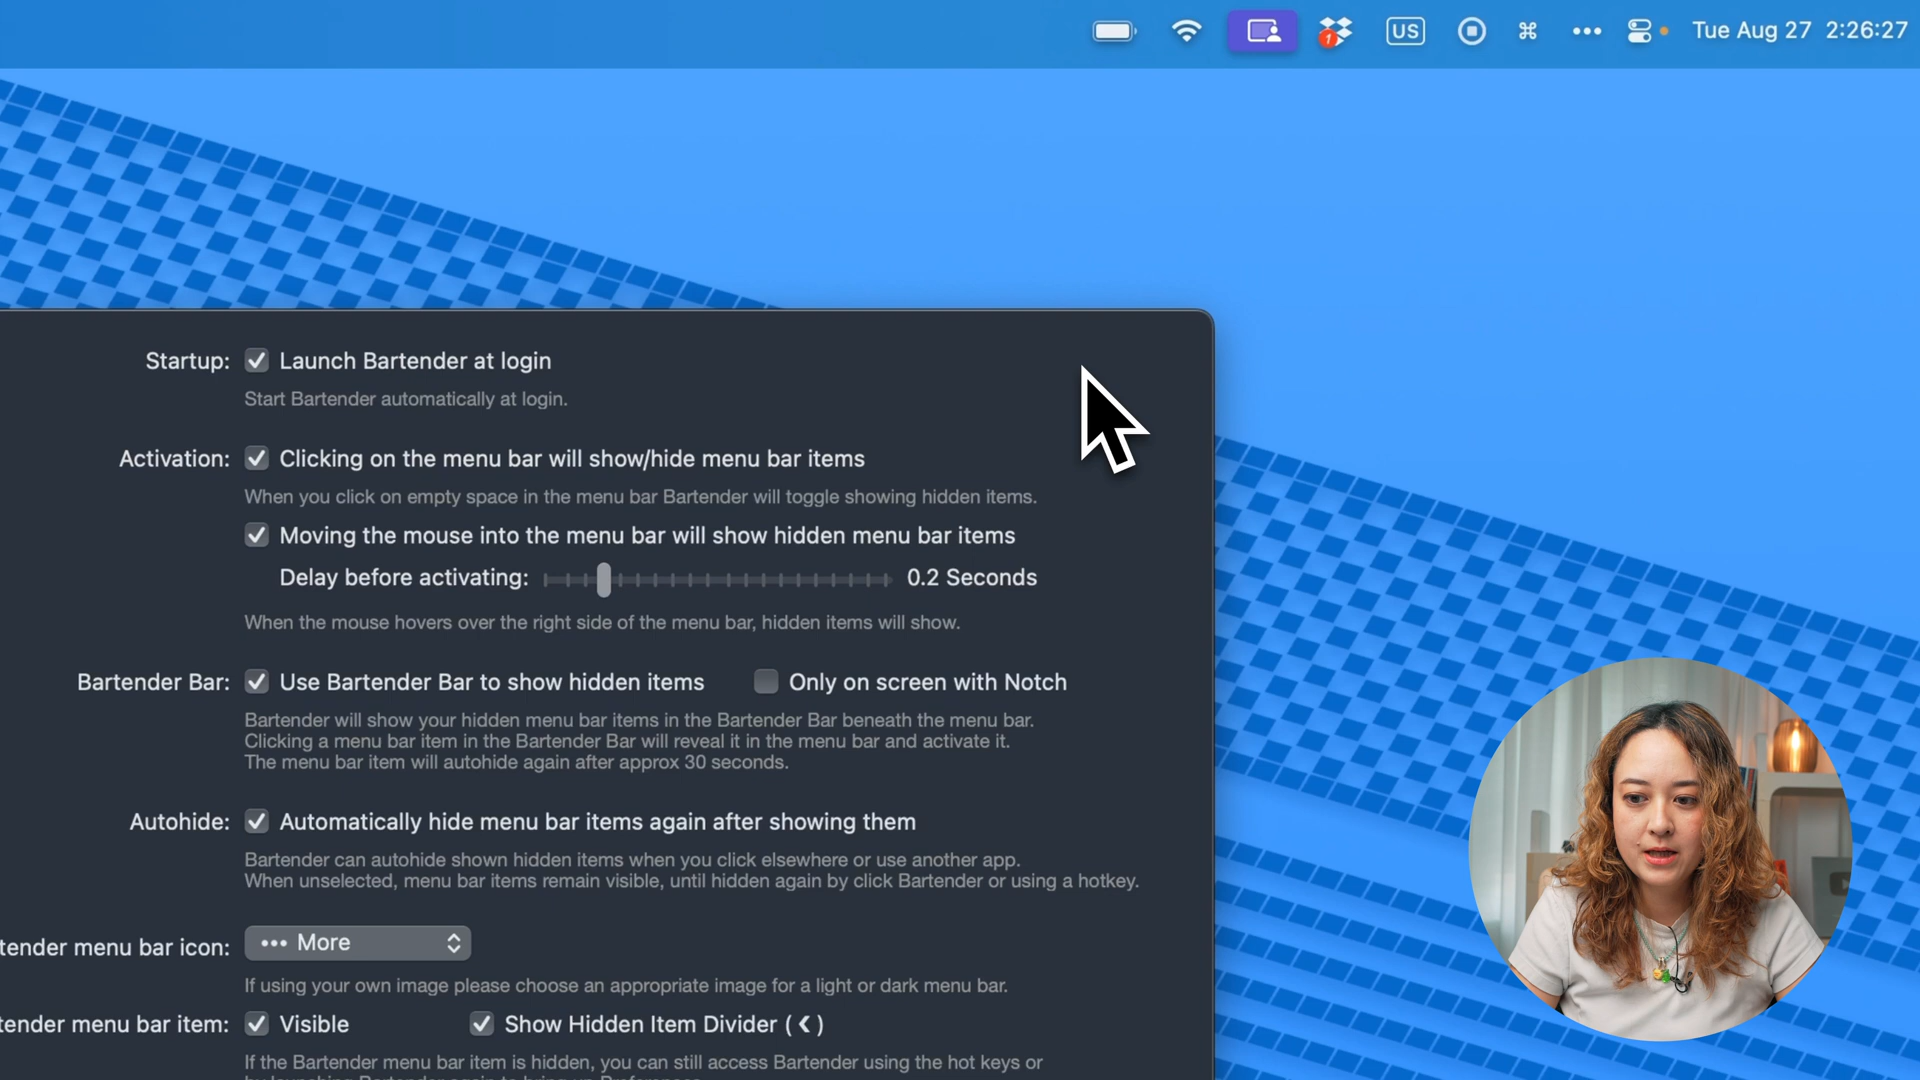 1
US
Tue Aug 27 2:26:27
Startup: Launch Bartender at login
Start Bartender automatically at login.
Activation: Clicking on the menu bar will show/hide menu bar items
When you click on empty space in the menu bar Bartender will toggle showing hidden items.
Moving the mouse into the menu bar will show hidden menu bar items
Delay before activating: 0.2 Seconds
When the mouse hovers over the right side of the menu bar, hidden items will show.
Bartender Bar: Use Bartender Bar to show hidden items Only on screen with Notch
Bartender will show your hidden menu bar items in the Bartender Bar beneath the menu bar.
Clicking a menu bar item in the Bartender Bar will reveal it in the menu bar and activate it.
The menu bar item will autohide again after approx 30 seconds.
Autohide: Automatically hide menu bar items again after showing them
Bartender can autohide shown hidden items when you click elsewhere or use another app.
When unselected, menu bar items remain visible, until hidden again by click Bartender or using a hotkey.
tender menu bar icon: ••• More
If using your own image please choose an appropriate image for a light or dark menu bar.
tender menu bar item: Visible Show Hidden Item Divider (❮)
If the Bartender menu bar item is hidden, you can still access Bartender using the hot keys or